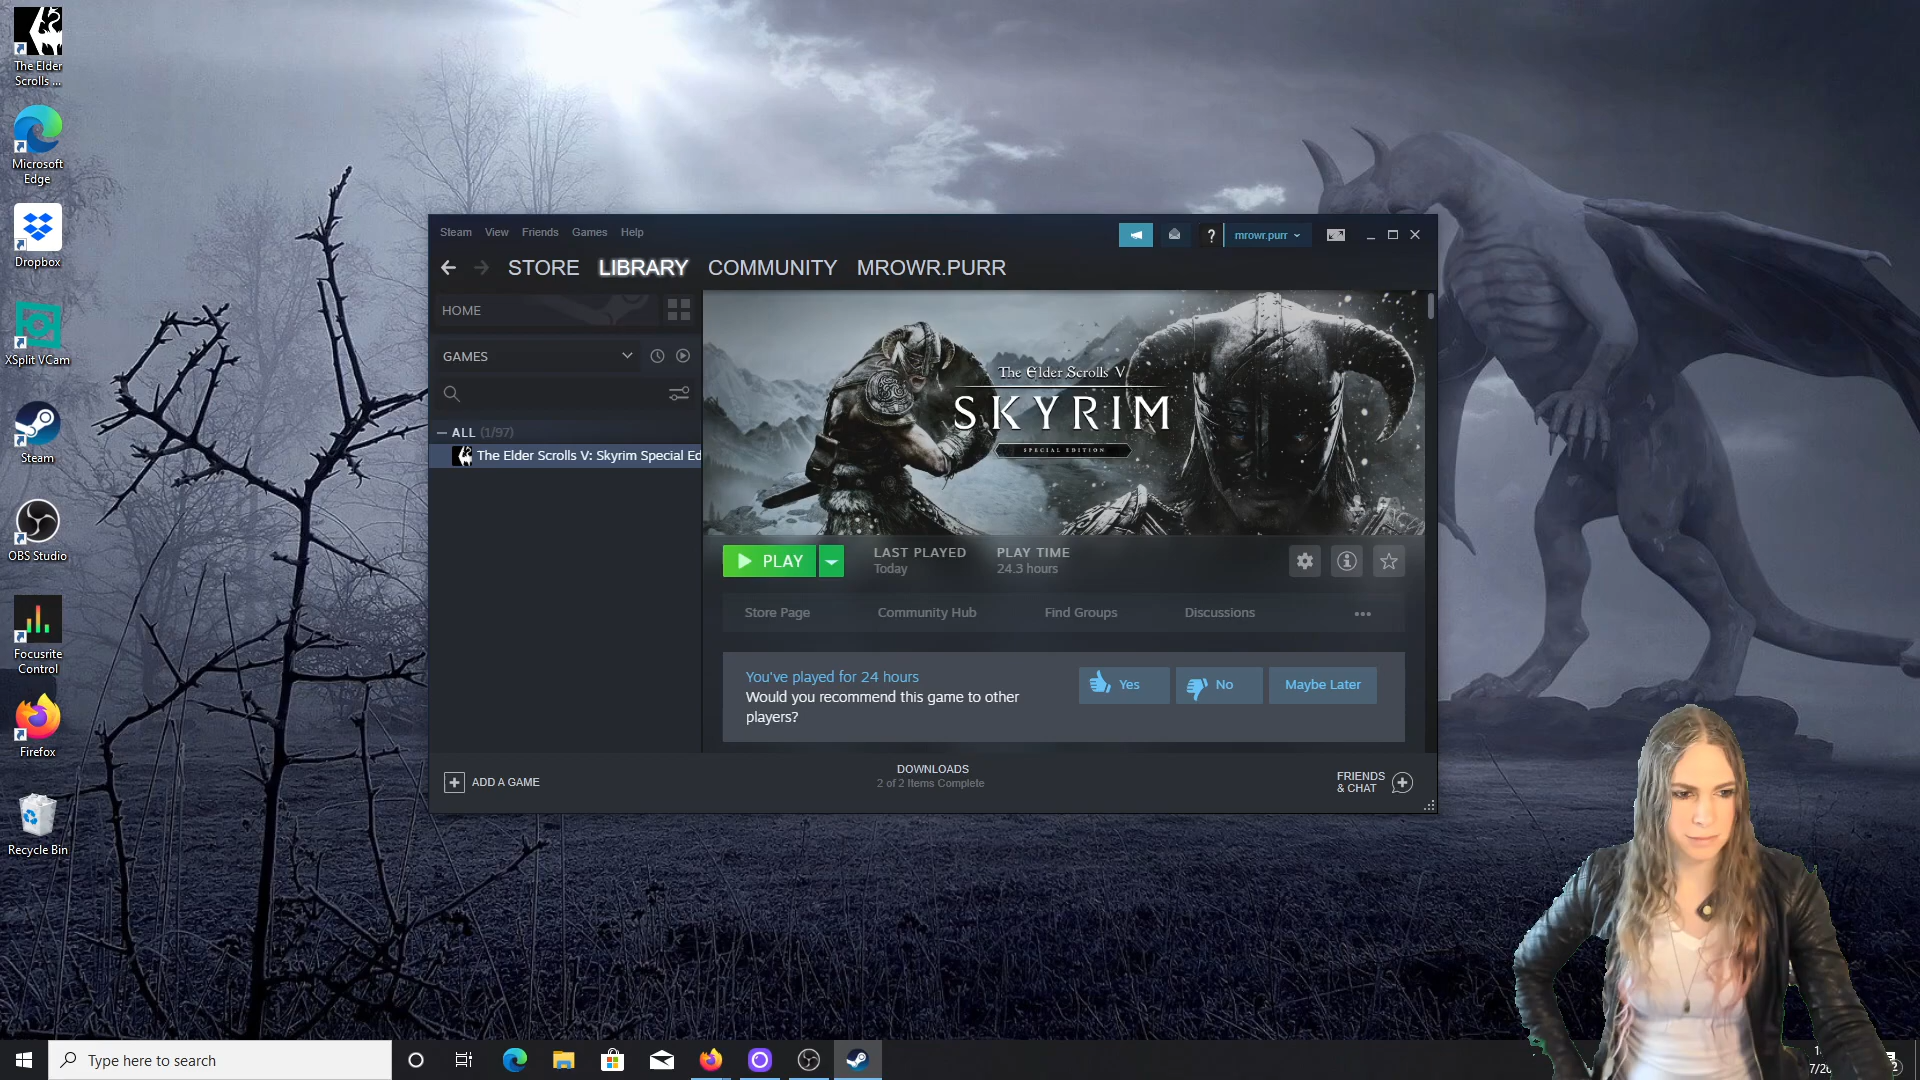 The Elder
Scrolls ...
Microsoft
Edge
Dropbox
XSplit VCam
Steam
OBS Studio
Focusrite
Control
Firefox
Recycle Bin
Steam View Friends Games Help
? mrowr.purr
STORE LIBRARY COMMUNITY MROWR.PURR
HOME
GAMES
ALL (1/97)
The Elder Scrolls V: Skyrim Special Ed
The Elder Scrolls V
SKYRIM
SPECIAL EDITION
PLAY
LAST PLAYED
Today
PLAY TIME
24.3 hours
Store Page Community Hub Find Groups Discussions
You've played for 24 hours
Would you recommend this game to other
players?
Yes No Maybe Later
ADD A GAME
DOWNLOADS
2 of 2 Items Complete
FRIENDS
& CHAT
Type here to search